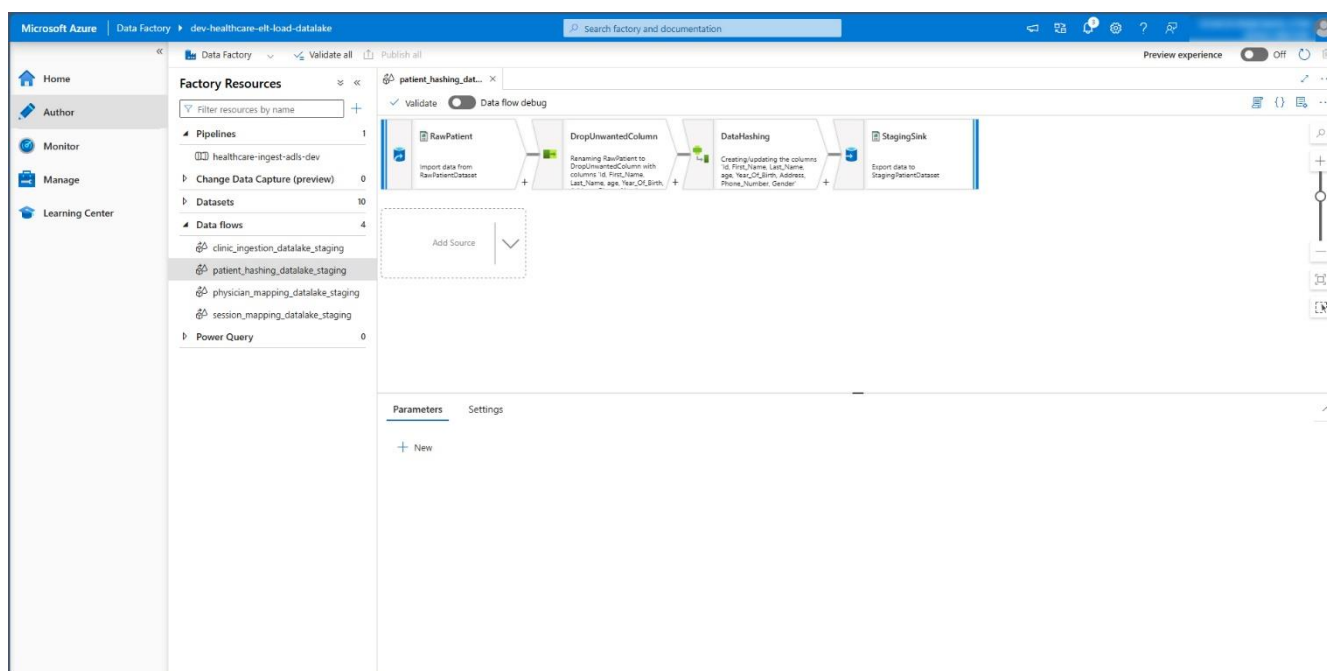 Microsoft Azure
Data Factory
dev-healthcare-elt-load-datalake
Search factory and documentation
Data Factory
Validate all
Publish all
Preview experience
Off
Home
Author
Monitor
Manage
Learning Center
Factory Resources
Filter resources by name
Pipelines 1
healthcare-ingest-adls-dev
Change Data Capture (preview) 0
Datasets 10
Data flows 4
clinic_ingestion_datalake_staging
patient_hashing_datalake_staging
physician_mapping_datalake_staging
session_mapping_datalake_staging
Power Query 0
patient_hashing_dat...
Validate
Data flow debug
RawPatient
Import data from
RawPatientDataset
DropUnwantedColumn
Renaming RawPatient to
DropUnwantedColumn with
columns 'Id, First_Name,
Last_Name, age, Year_Of_Birth,
DataHashing
Creating/updating the columns
'Id, First_Name, Last_Name,
age, Year_Of_Birth, Address,
Phone_Number, Gender'
StagingSink
Export data to
StagingPatientDataset
Add Source
Parameters
Settings
New